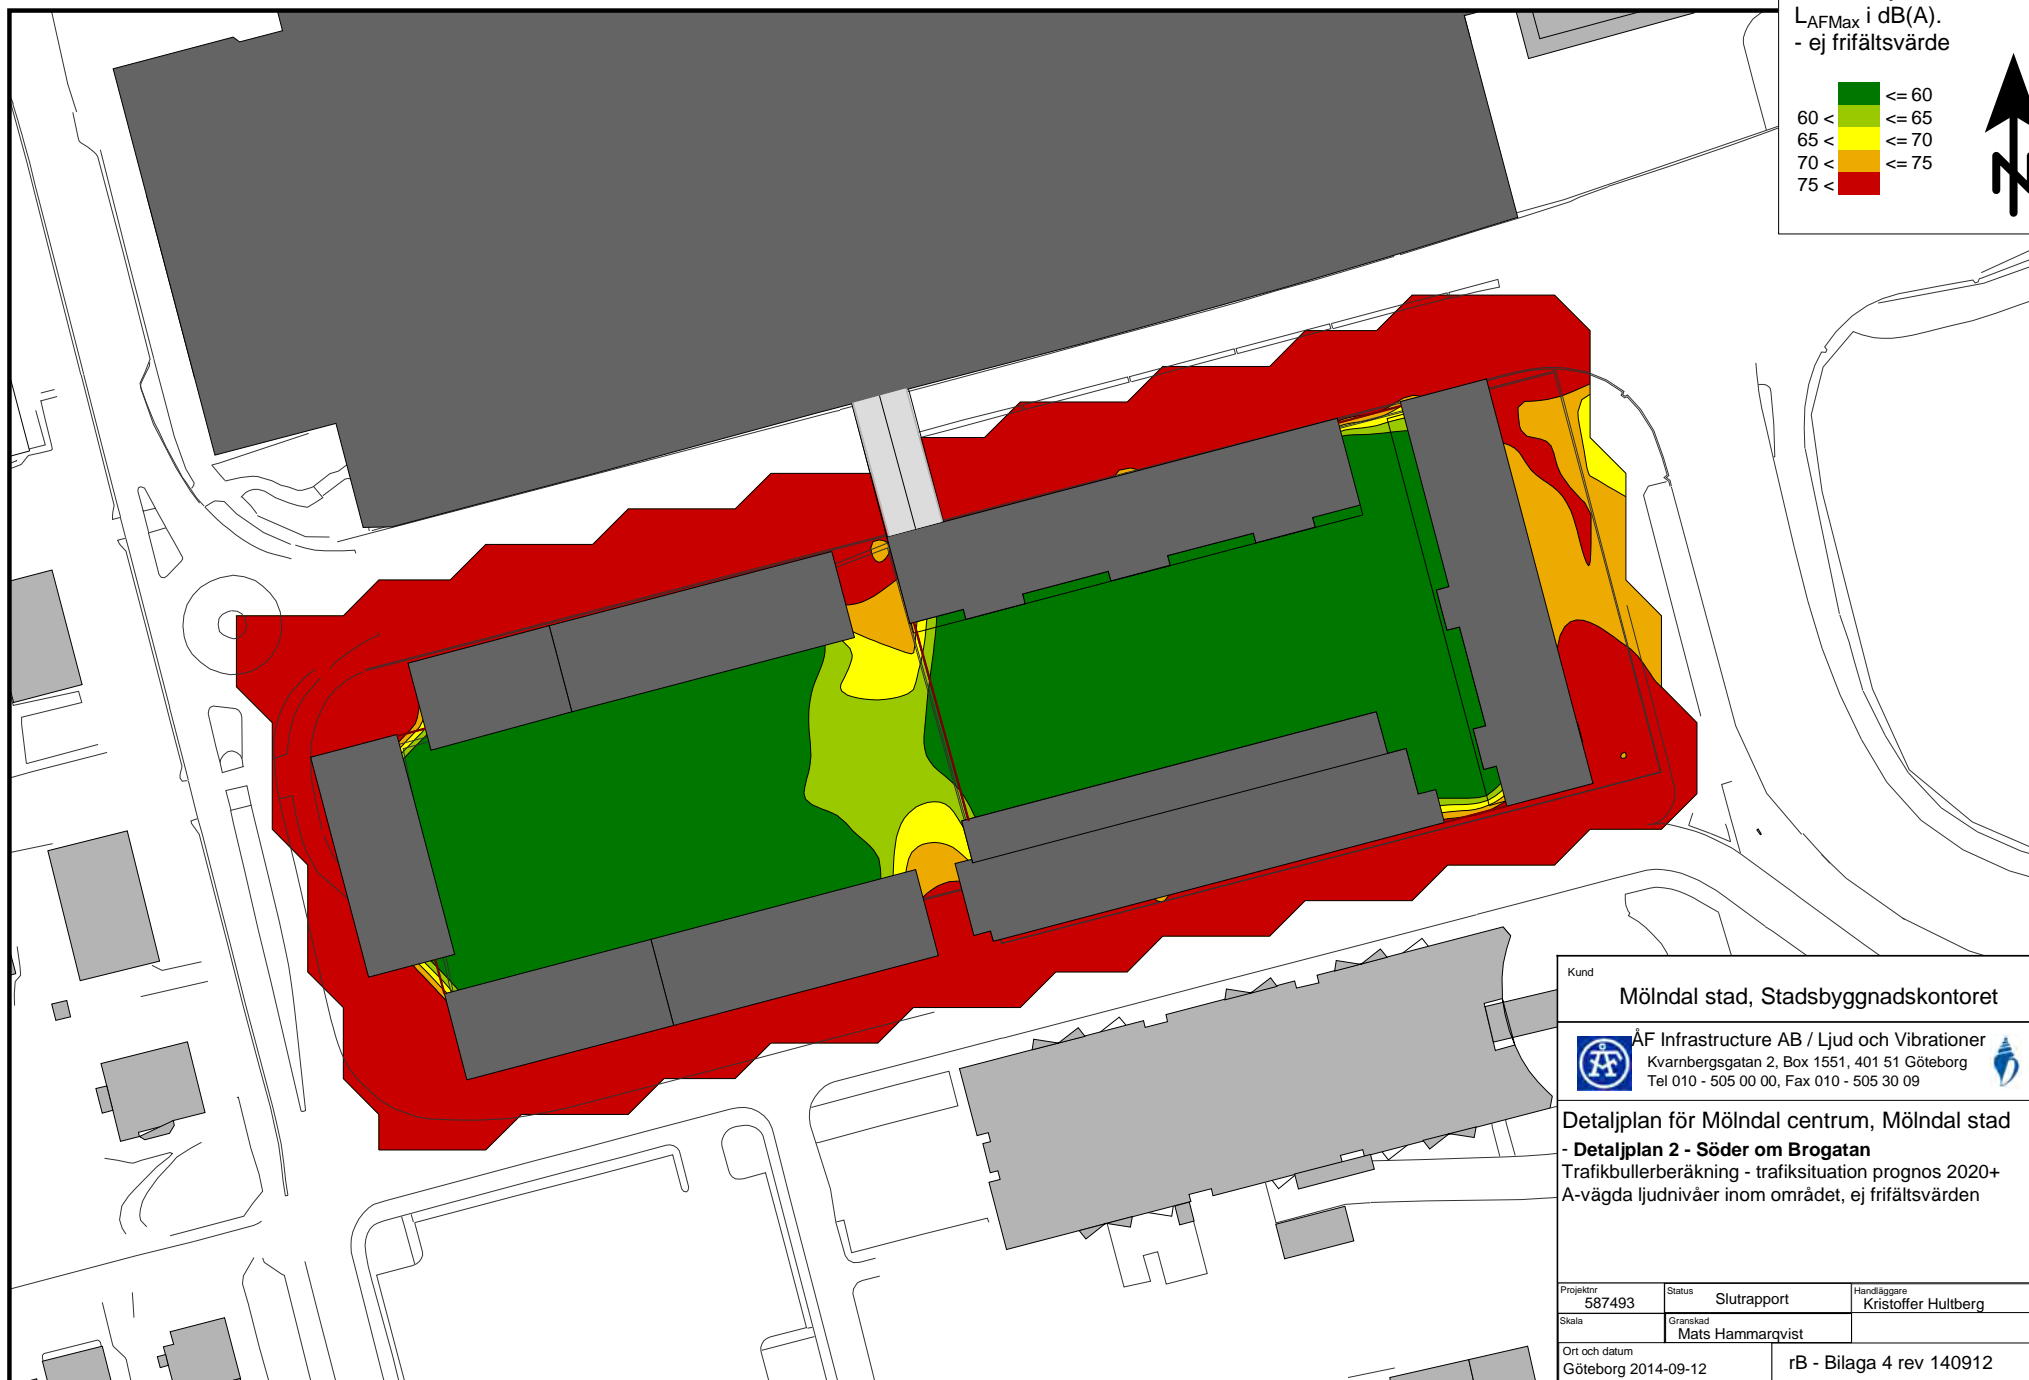 LAFMax i dB(A).
- ej frifältsvärde
<= 60
60 < <= 65
65 < <= 70
70 < <= 75
75 <
N
Kund
Mölndal stad, Stadsbyggnadskontoret
ÅF
ÅF Infrastructure AB / Ljud och Vibrationer
Kvarnbergsgatan 2, Box 1551, 401 51 Göteborg
Tel 010 - 505 00 00, Fax 010 - 505 30 09
Detaljplan för Mölndal centrum, Mölndal stad
- Detaljplan 2 - Söder om Brogatan
Trafikbullerberäkning - trafiksituation prognos 2020+
A-vägda ljudnivåer inom området, ej frifältsvärden
Projektnr
587493
Status
Slutrapport
Handläggare
Kristoffer Hultberg
Skala
Granskad
Mats Hammarqvist
Ort och datum
Göteborg 2014-09-12
rB - Bilaga 4 rev 140912